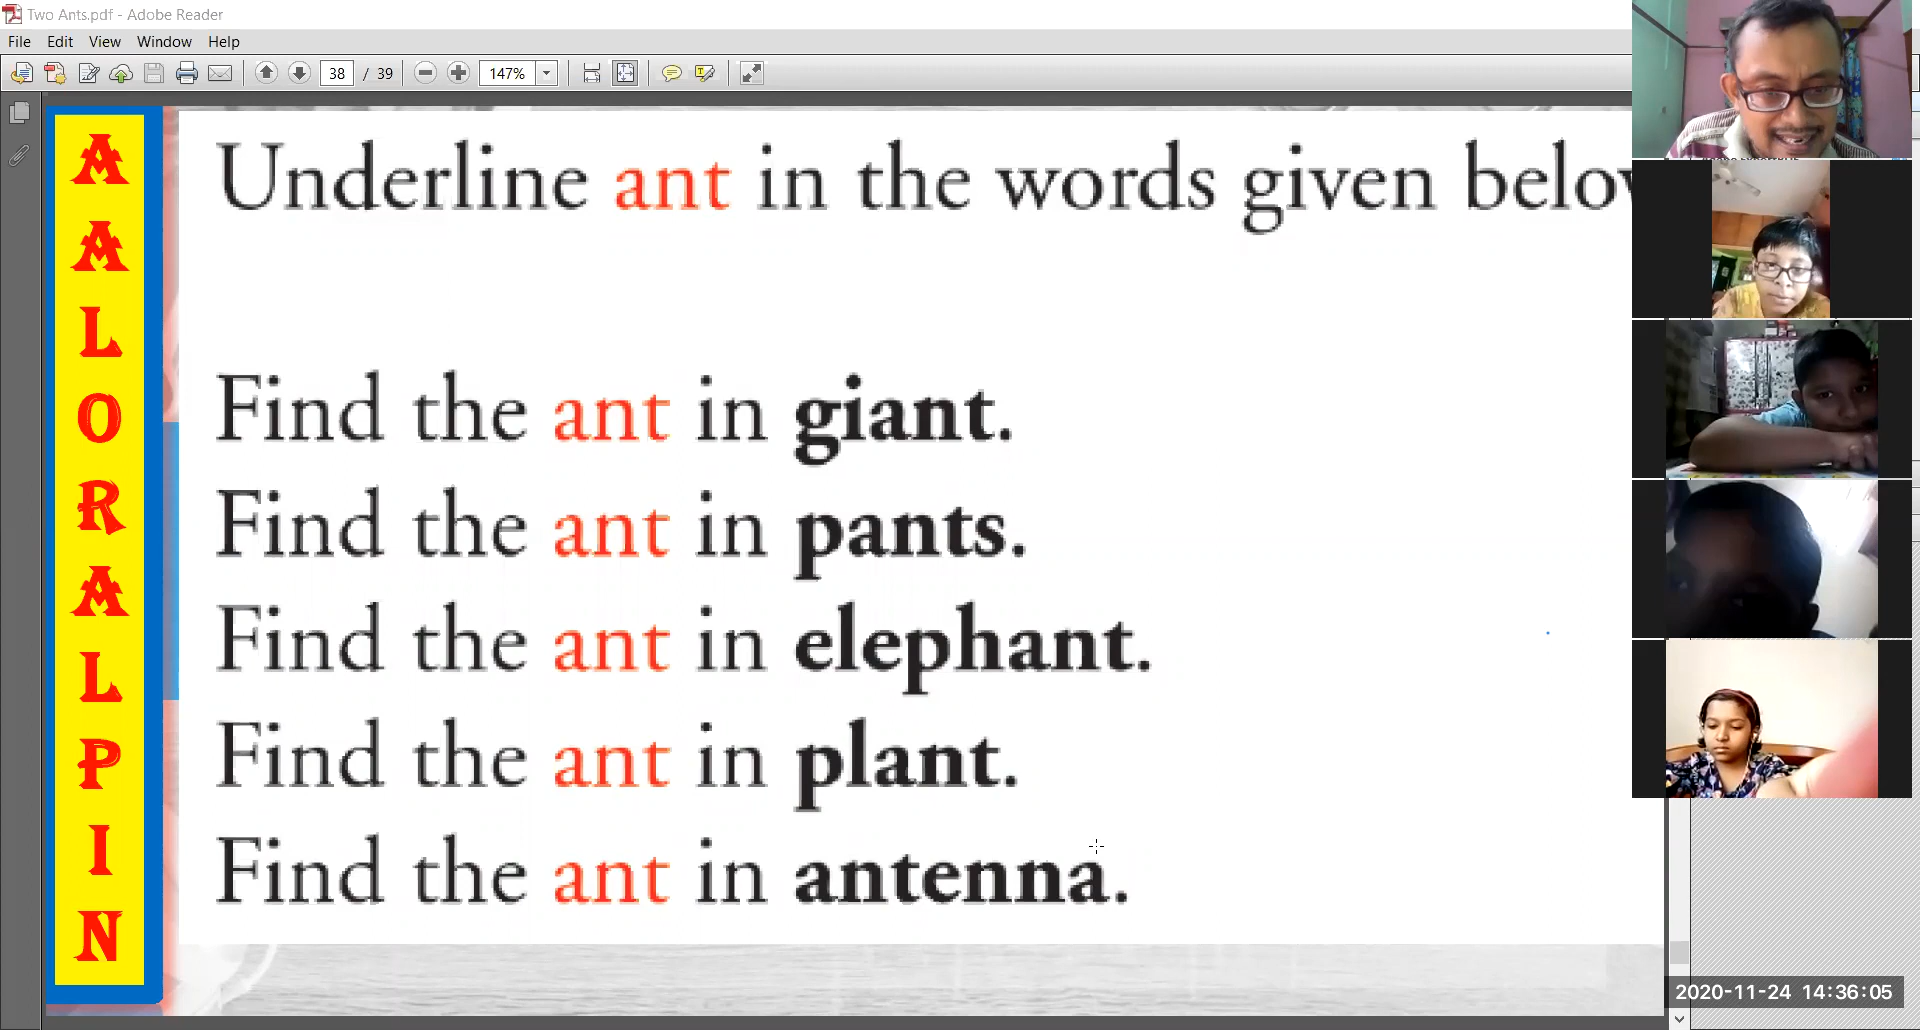 Two Ants.pdf - Adobe Reader
File Edit View Window Help
38 / 39 147%
AALORALPIN
Underline ant in the words given
Find the ant in giant.
Find the ant in pants.
Find the ant in elephant.
Find the ant in plant.
Find the ant in antenna.
2020-11-24 14:36:05